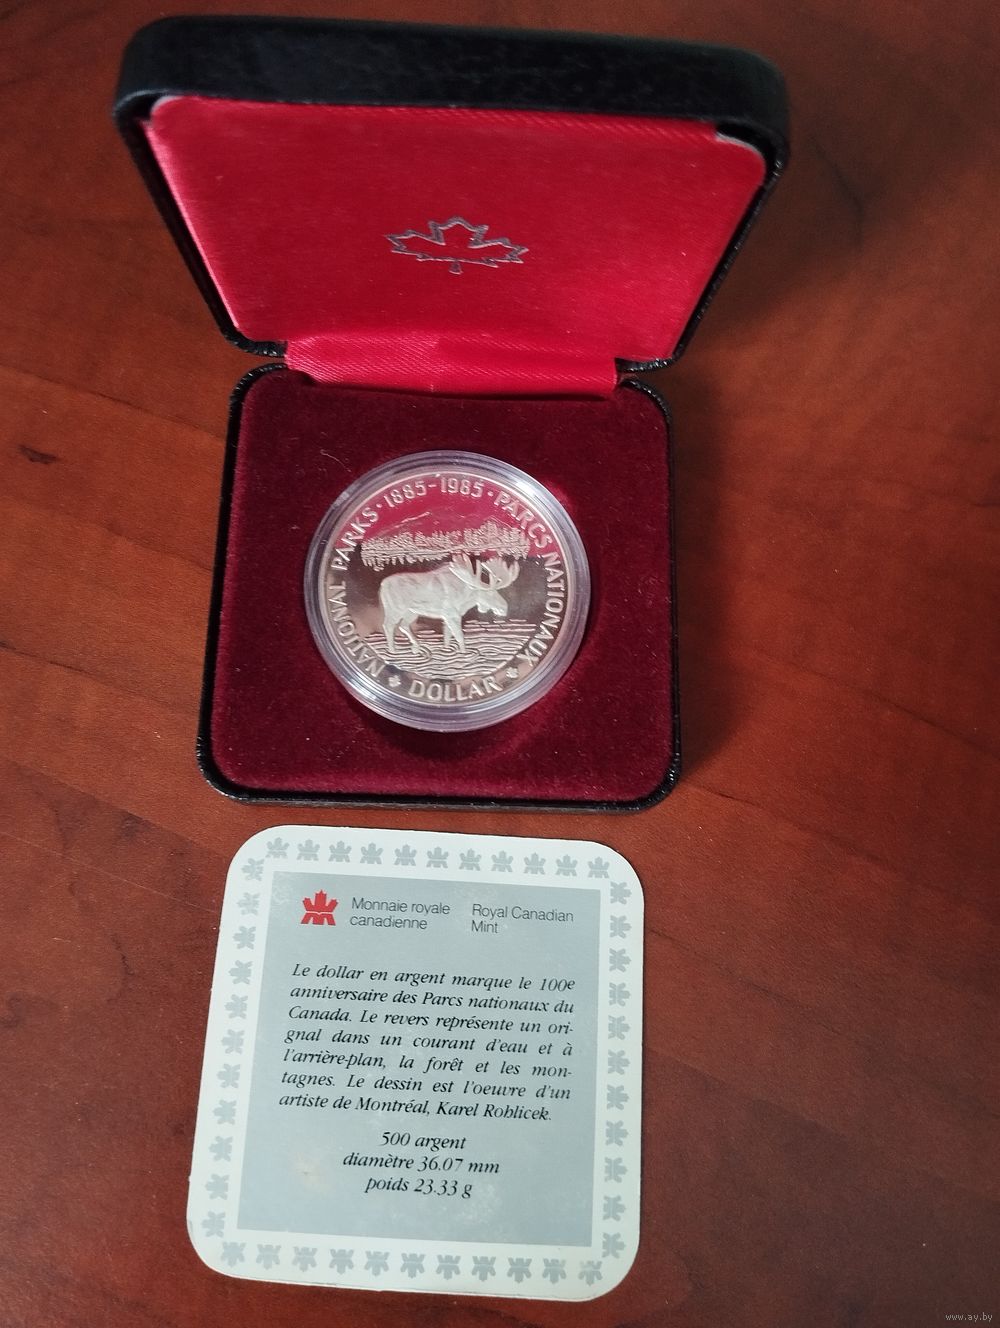 NATIONAL PARKS · 1885-1985 · PARCS NATIONAUX
DOLLAR
Monnaie royale
canadienne
Royal Canadian
Mint
Le dollar en argent marque le 100e
anniversaire des Parcs nationaux du
Canada. Le revers représente un ori-
gnal dans un courant d'eau et à
l'arrière-plan, la forêt et les mon-
tagnes. Le dessin est l'oeuvre d'un
artiste de Montréal, Karel Rohlicek.
500 argent
diamètre 36.07 mm
poids 23.33 g
www.ay.by